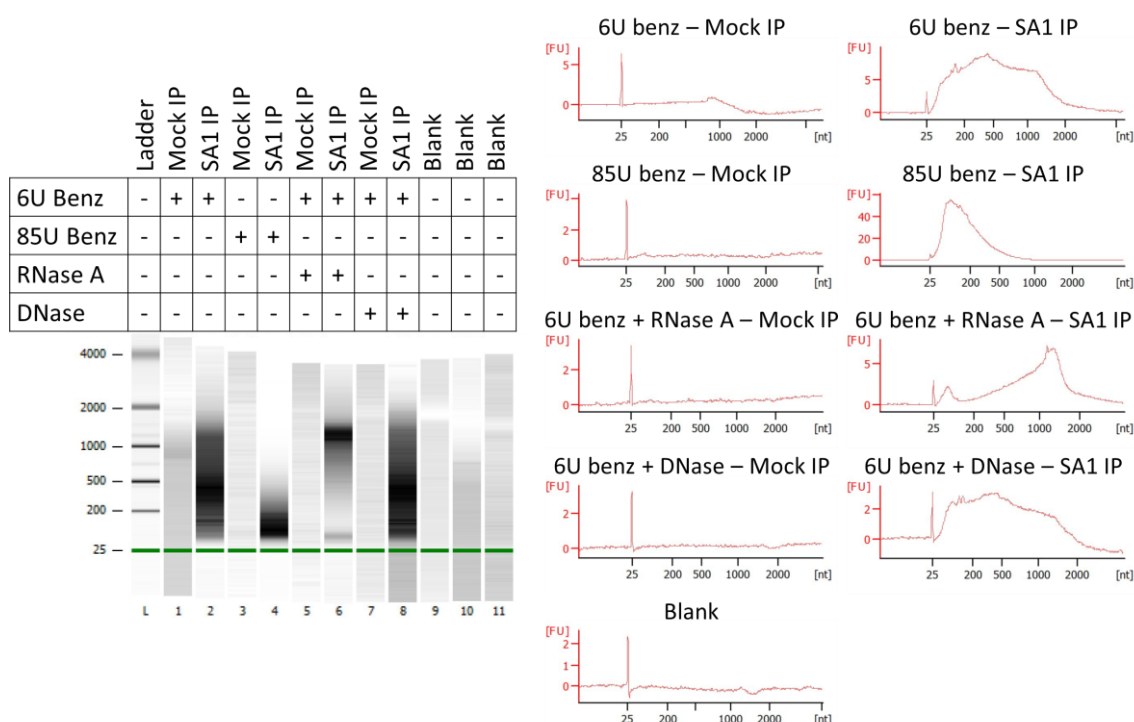 Ladder
Mock IP
SA1 IP
Mock IP
SA1 IP
Mock IP
SA1 IP
Mock IP
SA1 IP
Blank
Blank
Blank
6U Benz - + + - - + + + + - - -
85U Benz - - - + + - - - - - - -
RNase A - - - - - + + - - - - -
DNase - - - - - - - + + - - -
4000
2000
1000
500
200
25
L 1 2 3 4 5 6 7 8 9 10 11
6U benz – Mock IP
[FU]
5
0
25 200 1000 2000 [nt]
6U benz – SA1 IP
[FU]
5
0
25 200 500 1000 2000 [nt]
85U benz – Mock IP
[FU]
2
0
25 200 500 1000 2000 [nt]
85U benz – SA1 IP
[FU]
40
20
0
25 200 500 1000 2000 [nt]
6U benz + RNase A – Mock IP
[FU]
2
0
25 200 500 1000 2000 [nt]
6U benz + RNase A – SA1 IP
[FU]
5
0
25 200 500 1000 2000 [nt]
6U benz + DNase – Mock IP
[FU]
2
0
25 200 500 1000 2000 [nt]
6U benz + DNase – SA1 IP
[FU]
2
0
25 200 500 1000 2000 [nt]
Blank
[FU]
2
1
0
25 200 500 1000 2000 [nt]